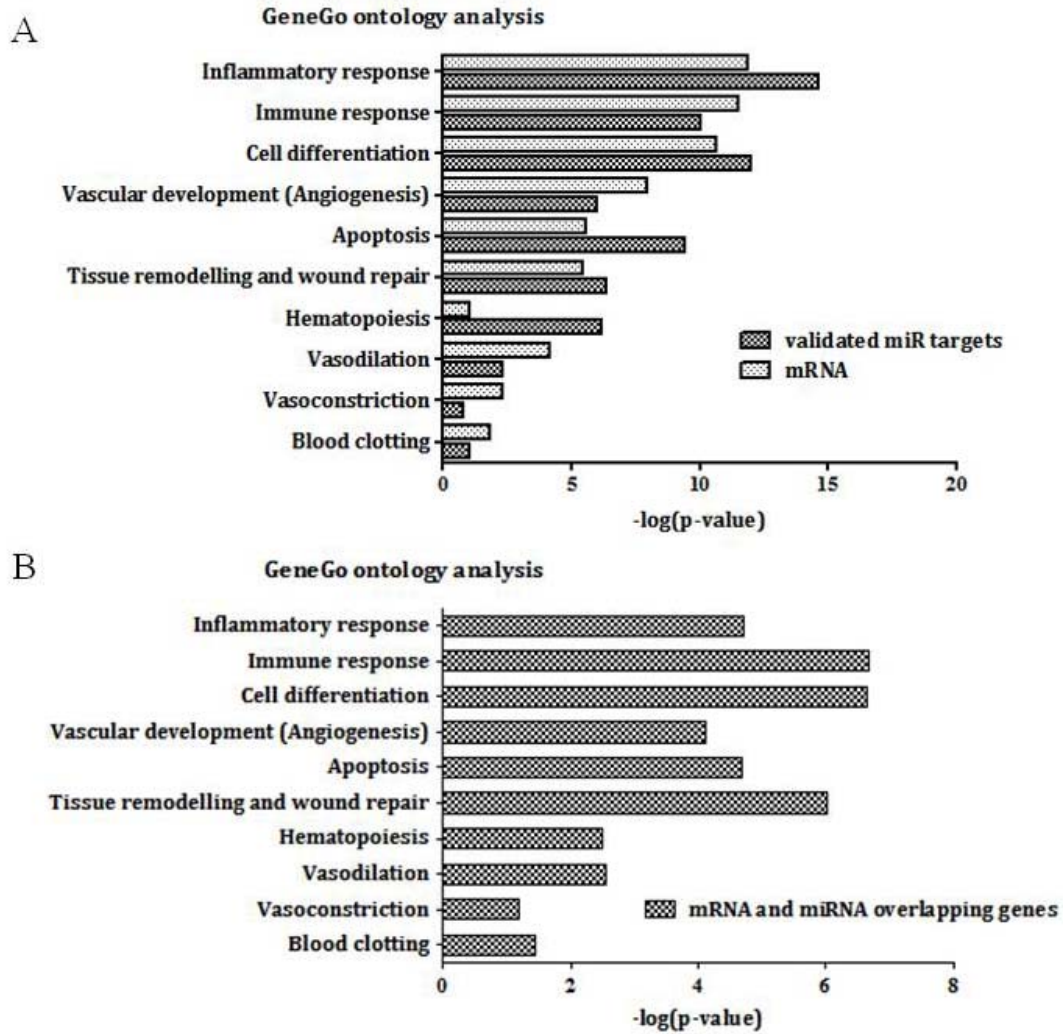 A
GeneGo ontology analysis
Inflammatory response
Immune response
Cell differentiation
Vascular development (Angiogenesis)
Apoptosis
Tissue remodelling and wound repair
Hematopoiesis
Vasodilation
Vasoconstriction
Blood clotting
validated miR targets
mRNA
0 5 10 15 20
-log(p-value)
B
GeneGo ontology analysis
Inflammatory response
Immune response
Cell differentiation
Vascular development (Angiogenesis)
Apoptosis
Tissue remodelling and wound repair
Hematopoiesis
Vasodilation
Vasoconstriction
Blood clotting
mRNA and miRNA overlapping genes
0 2 4 6 8
-log(p-value)